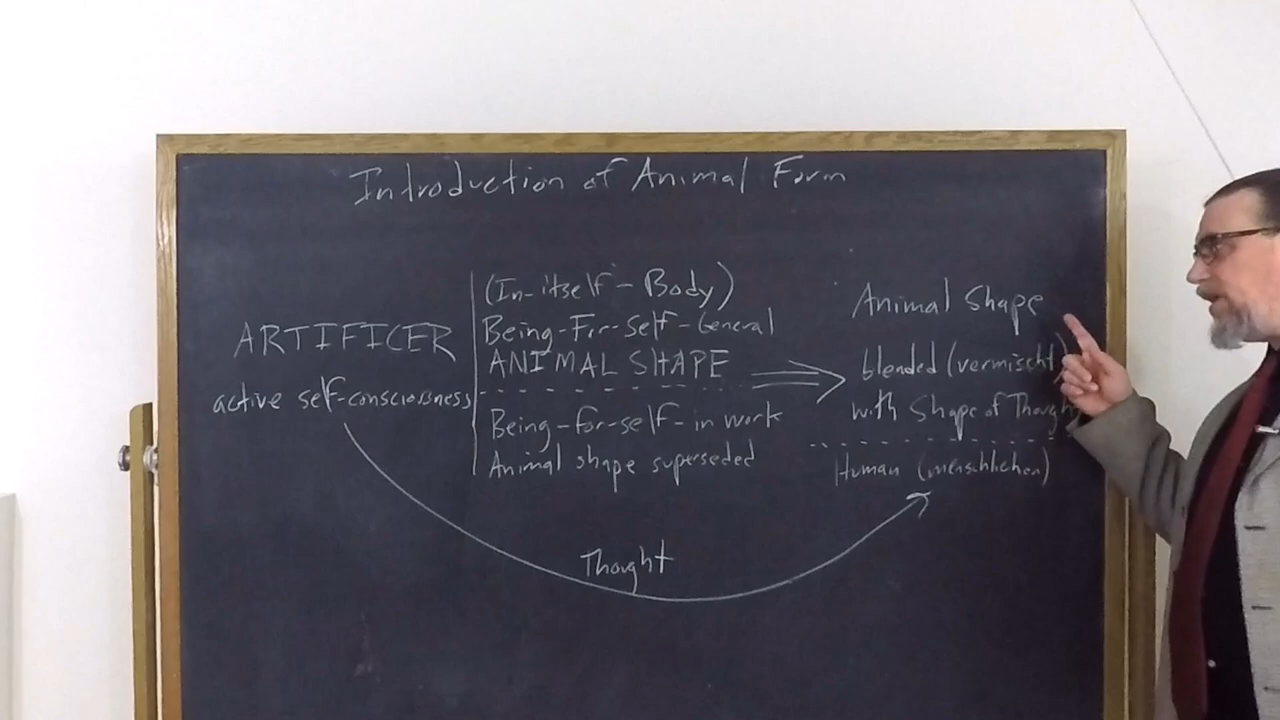 Introduction of Animal Form
ARTIFICER
active self-consciousness
(In-itself - Body)
Being-For-Self - General
ANIMAL SHAPE
Being-for-self-in work
Animal shape superseded
Animal Shape
blended (vermischt)
with Shape of Thought
Human (menschlichen)
Thought